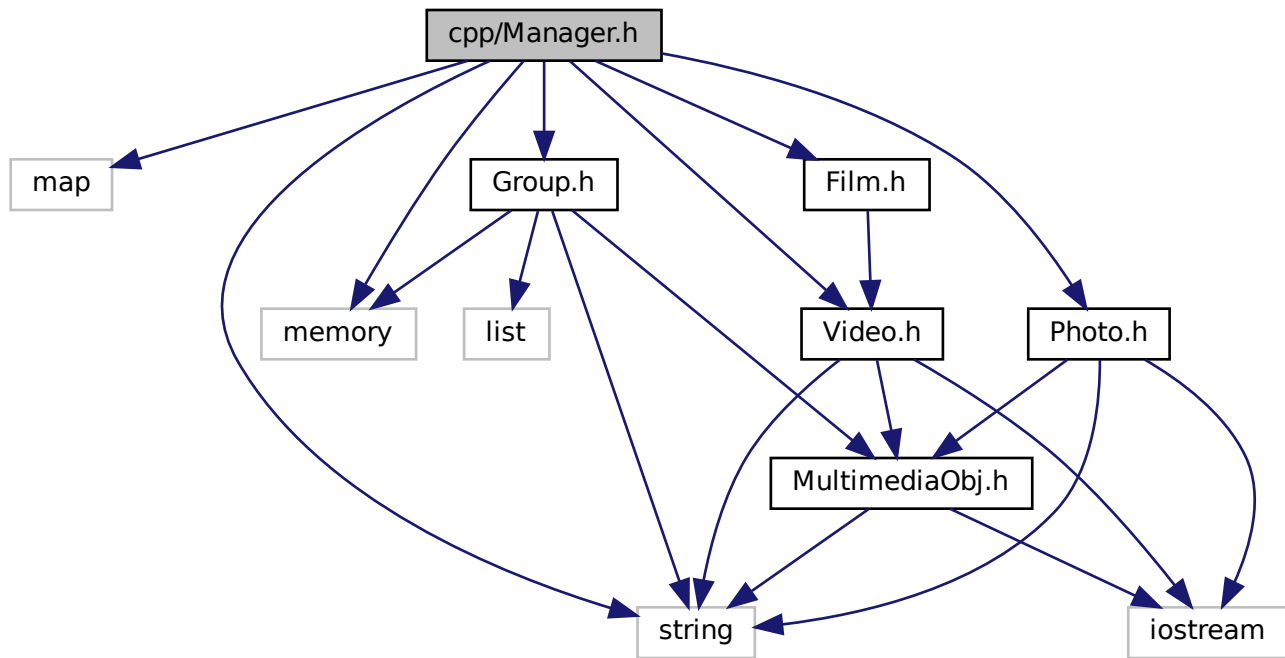 cpp/Manager.h
map
Group.h
Film.h
memory
list
Video.h
Photo.h
MultimediaObj.h
string
iostream